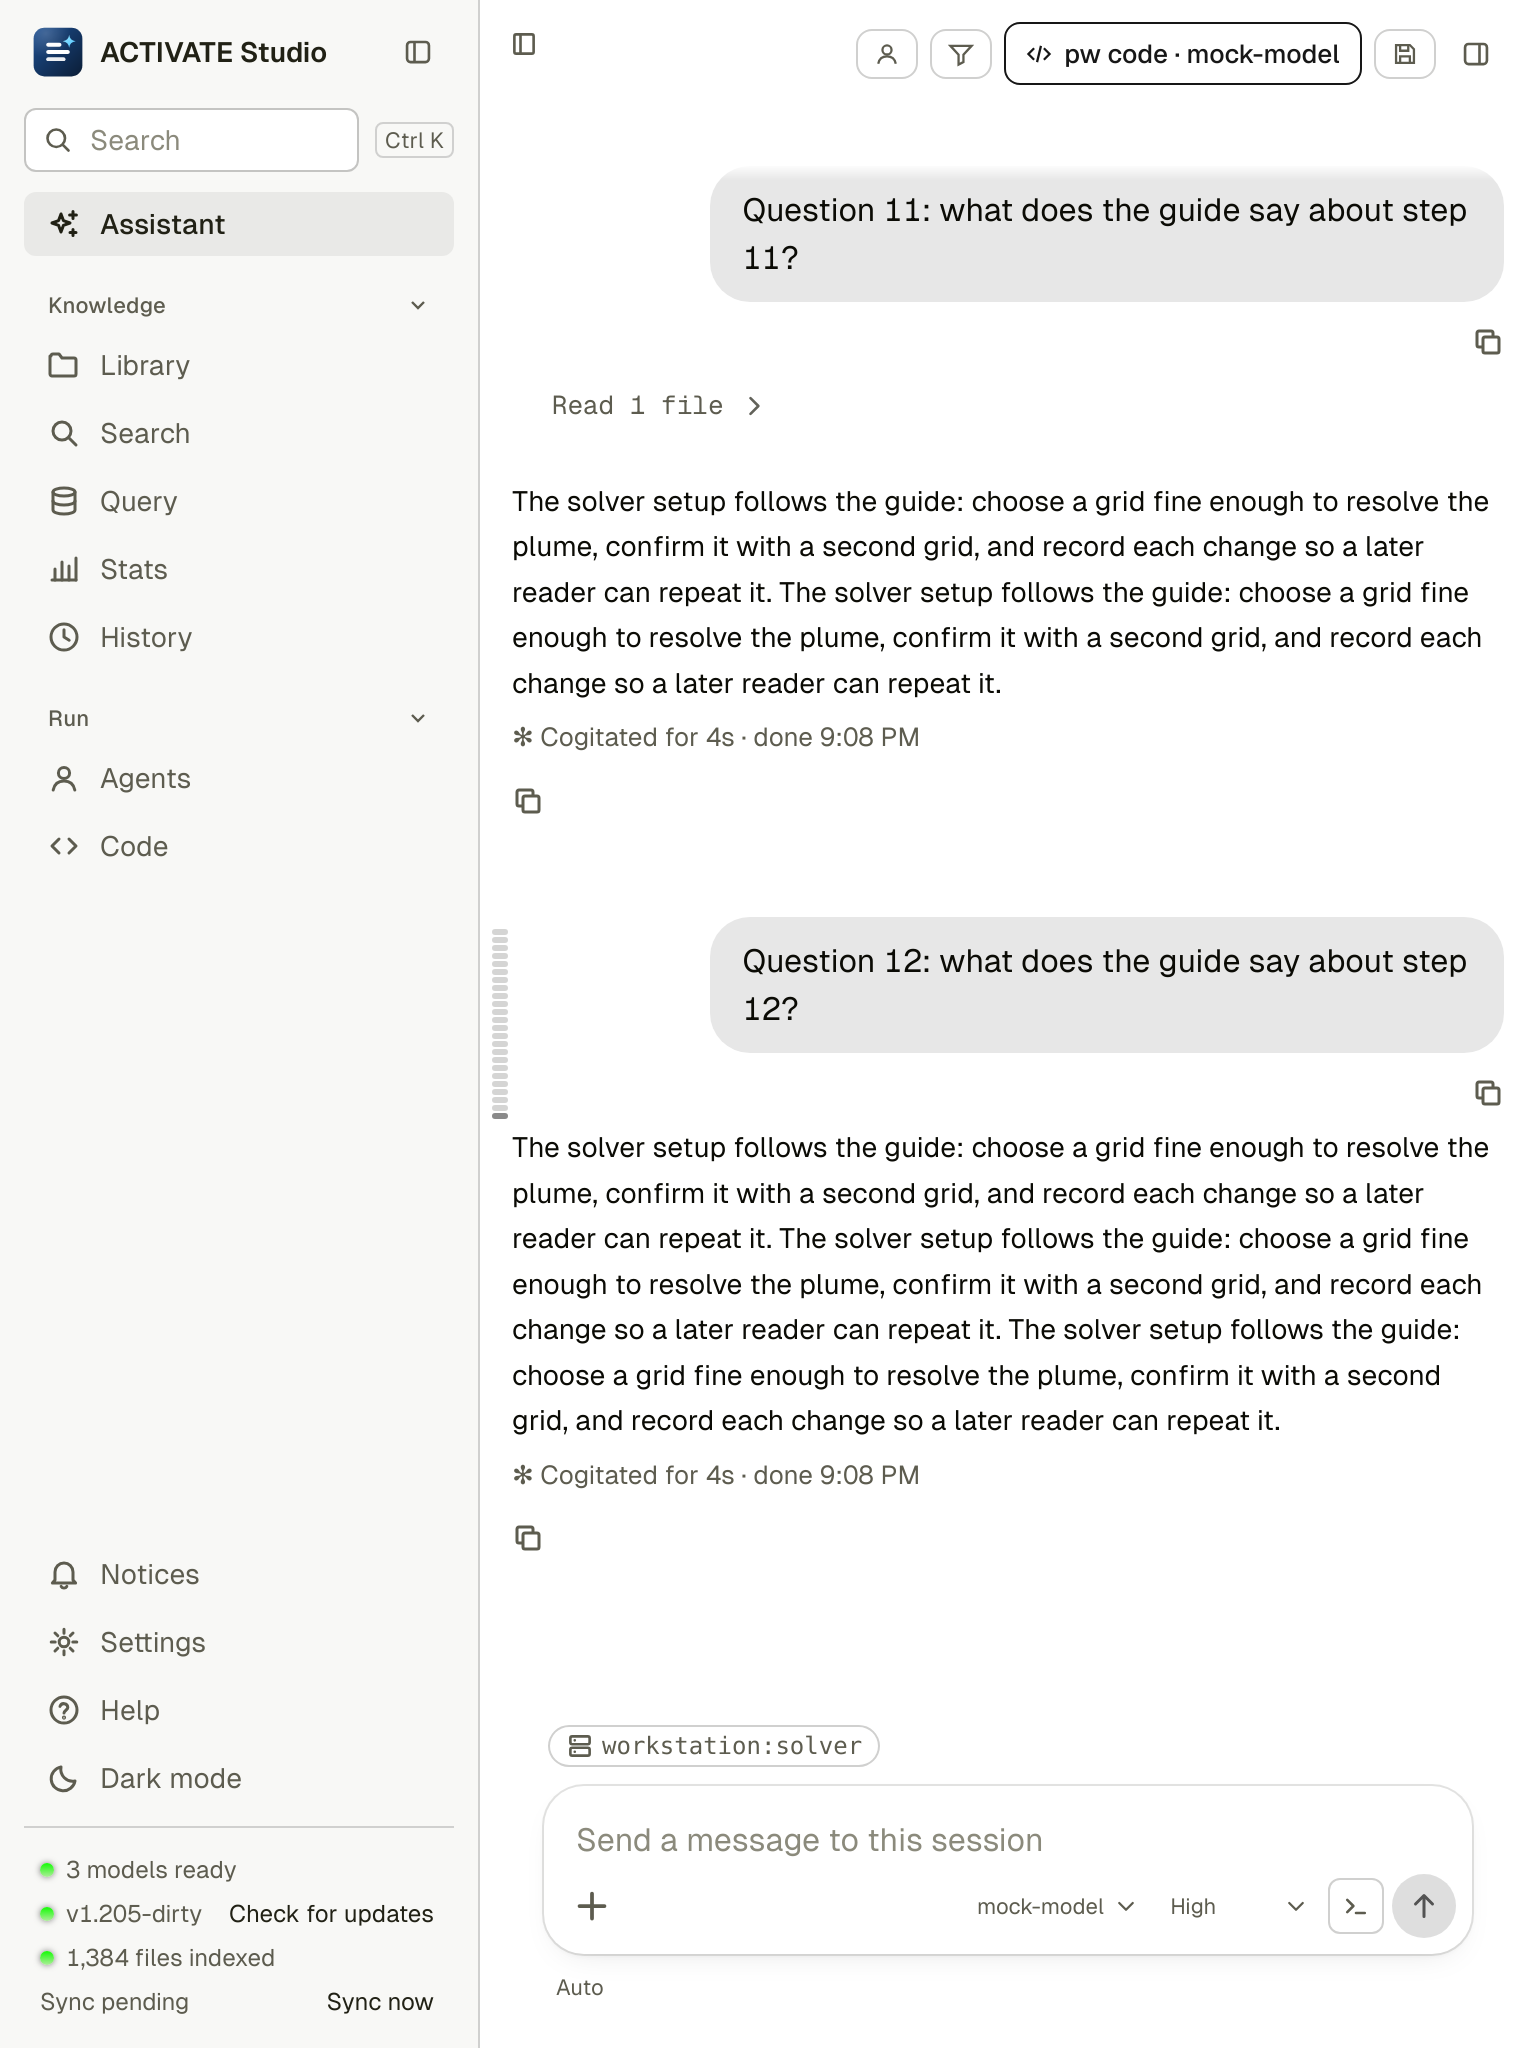 ACTIVATE Studio
Search
Ctrl K
Assistant
Knowledge
Library
Search
Query
Stats
History
Run
Agents
Code
Notices
Settings
Help
Dark mode
3 models ready
v1.205-dirty Check for updates
1,384 files indexed
Sync pending Sync now
pw code · mock-model
Question 11: what does the guide say about step
11?
Read 1 file
The solver setup follows the guide: choose a grid fine enough to resolve the
plume, confirm it with a second grid, and record each change so a later
reader can repeat it. The solver setup follows the guide: choose a grid fine
enough to resolve the plume, confirm it with a second grid, and record each
change so a later reader can repeat it.
✻ Cogitated for 4s · done 9:08 PM
Question 12: what does the guide say about step
12?
The solver setup follows the guide: choose a grid fine enough to resolve the
plume, confirm it with a second grid, and record each change so a later
reader can repeat it. The solver setup follows the guide: choose a grid fine
enough to resolve the plume, confirm it with a second grid, and record each
change so a later reader can repeat it. The solver setup follows the guide:
choose a grid fine enough to resolve the plume, confirm it with a second
grid, and record each change so a later reader can repeat it.
✻ Cogitated for 4s · done 9:08 PM
workstation:solver
Send a message to this session
mock-model High
Auto